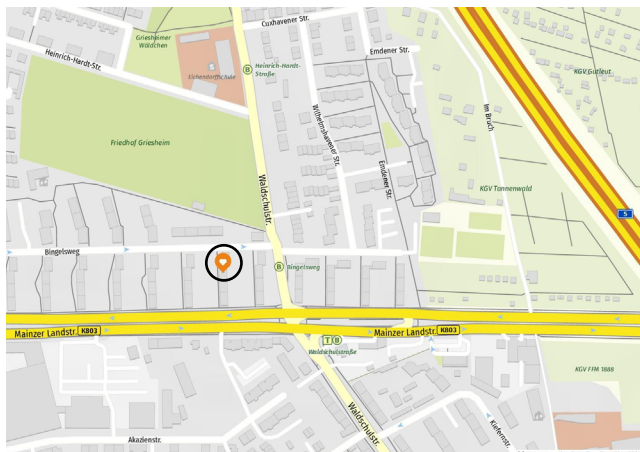 Cuxhavener Str.
Griesheimer
Wäldchen
Emdener Str.
Heinrich-Hardt-Str.
Heinrich-Hardt-
Straße
B
Eichendorffschule
KGV Gutleut
Im Bruch
Wilhelmshavener Str.
Friedhof Griesheim
Emdener Str.
Waldschulstr.
KGV Tannenwald
5
Bingelsweg
B
Bingelsweg
Mainzer Landstr.
K803
Mainzer Landstr.
K803
T
B
Waldschulstraße
KGV FFM 1888
Waldschulstr.
Kiefernstr.
Akazienstr.